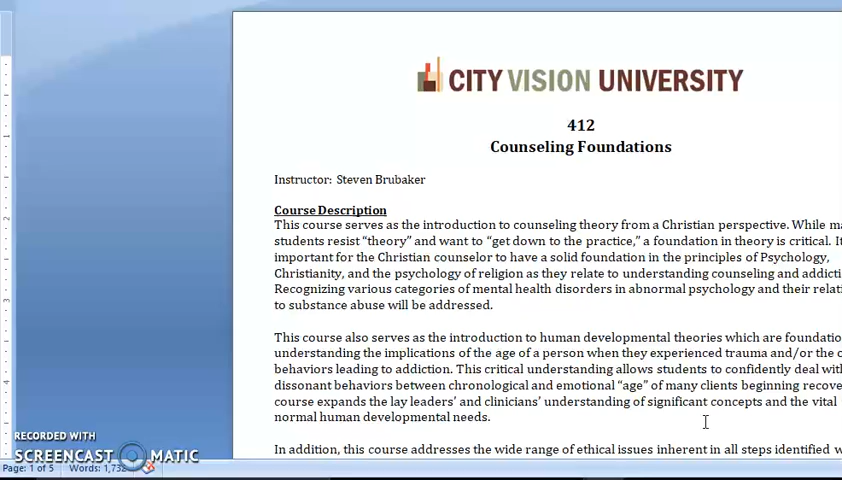 CITY VISION UNIVERSITY
412
Counseling Foundations
Instructor: Steven Brubaker
Course Description
This course serves as the introduction to counseling theory from a Christian perspective. While
students resist “theory” and want to “get down to the practice,” a foundation in theory is critical.
important for the Christian counselor to have a solid foundation in the principles of Psychology,
Christianity, and the psychology of religion as they relate to understanding counseling and
Recognizing various categories of mental health disorders in abnormal psychology and their
to substance abuse will be addressed.
This course also serves as the introduction to human developmental theories which are
understanding the implications of the age of a person when they experienced trauma and/or the
behaviors leading to addiction. This critical understanding allows students to confidently deal
dissonant behaviors between chronological and emotional “age” of many clients beginning
course expands the lay leaders’ and clinicians’ understanding of significant concepts and the vital
normal human developmental needs.
In addition, this course addresses the wide range of ethical issues inherent in all steps identified
RECORDED WITH
SCREENCAST MATIC
Page: 1 of 5 Words: 1,732